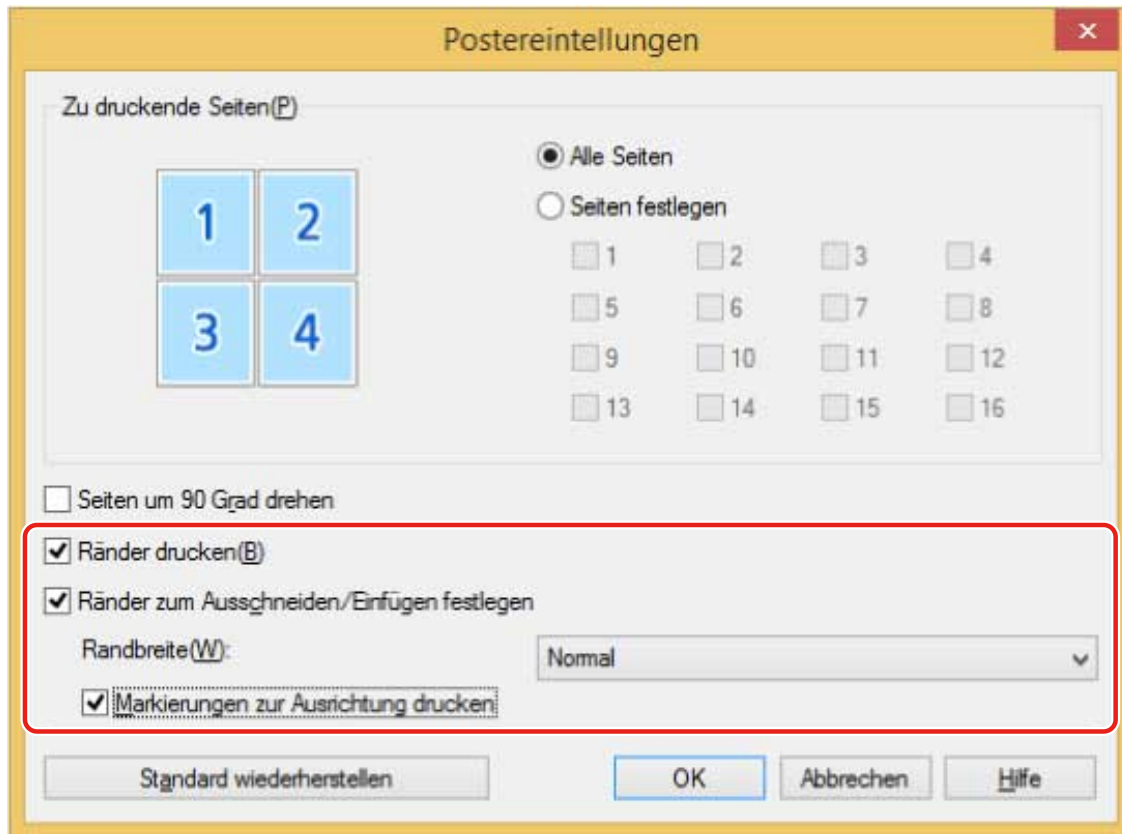 Postereintellungen
Zu druckende Seiten(P)
1 2
3 4
Alle Seiten
Seiten festlegen
1 2 3 4
5 6 7 8
9 10 11 12
13 14 15 16
Seiten um 90 Grad drehen
Ränder drucken(B)
Ränder zum Ausschneiden/Einfügen festlegen
Randbreite(W): Normal
Markierungen zur Ausrichtung drucken
Standard wiederherstellen OK Abbrechen Hilfe